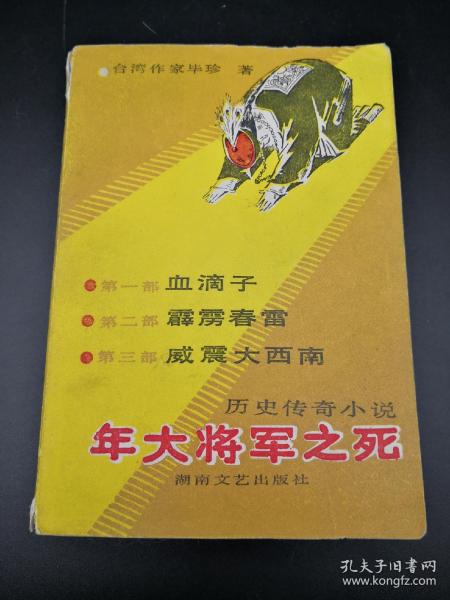 台湾作家毕珍 著
第一部 血滴子
第二部 霹雳春雷
第三部 威震大西南
历史传奇小说
年大将军之死
湖南文艺出版社
孔夫子旧书网
www.kongfz.com